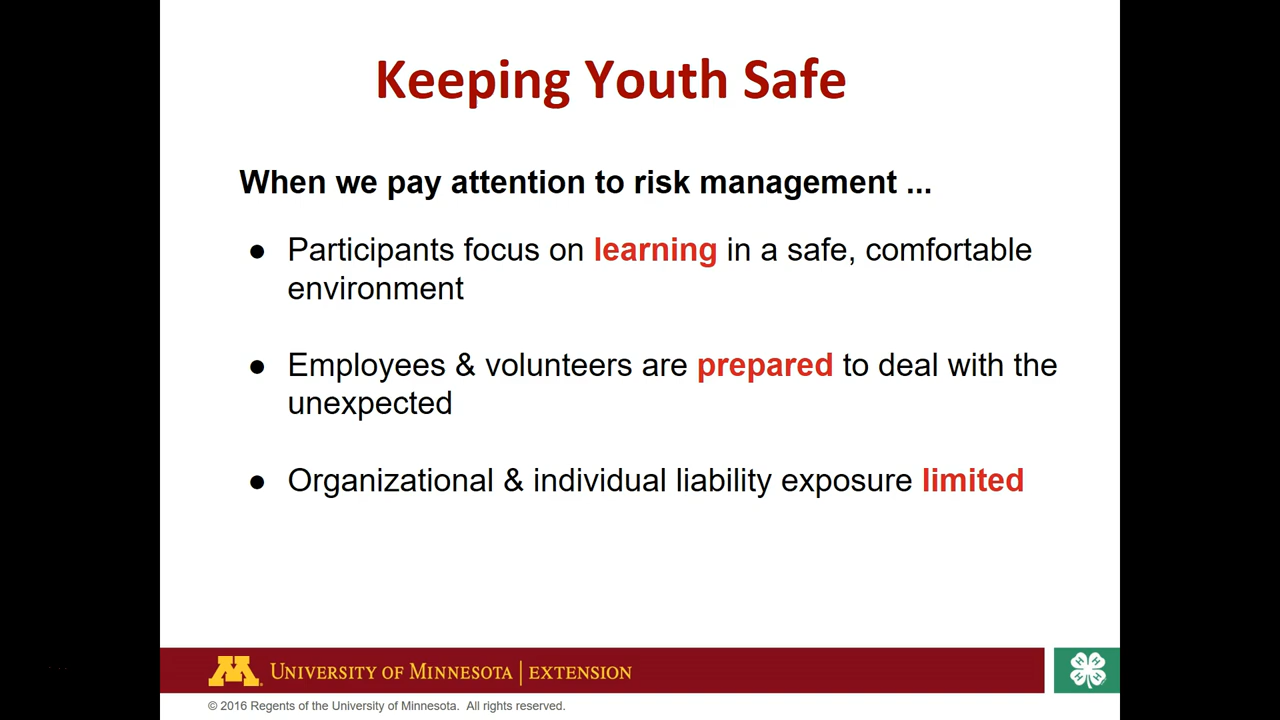 Keeping Youth Safe
When we pay attention to risk management ...
● Participants focus on learning in a safe, comfortable
environment
● Employees & volunteers are prepared to deal with the
unexpected
● Organizational & individual liability exposure limited
M UNIVERSITY OF MINNESOTA | EXTENSION
H H H H
© 2016 Regents of the University of Minnesota. All rights reserved.